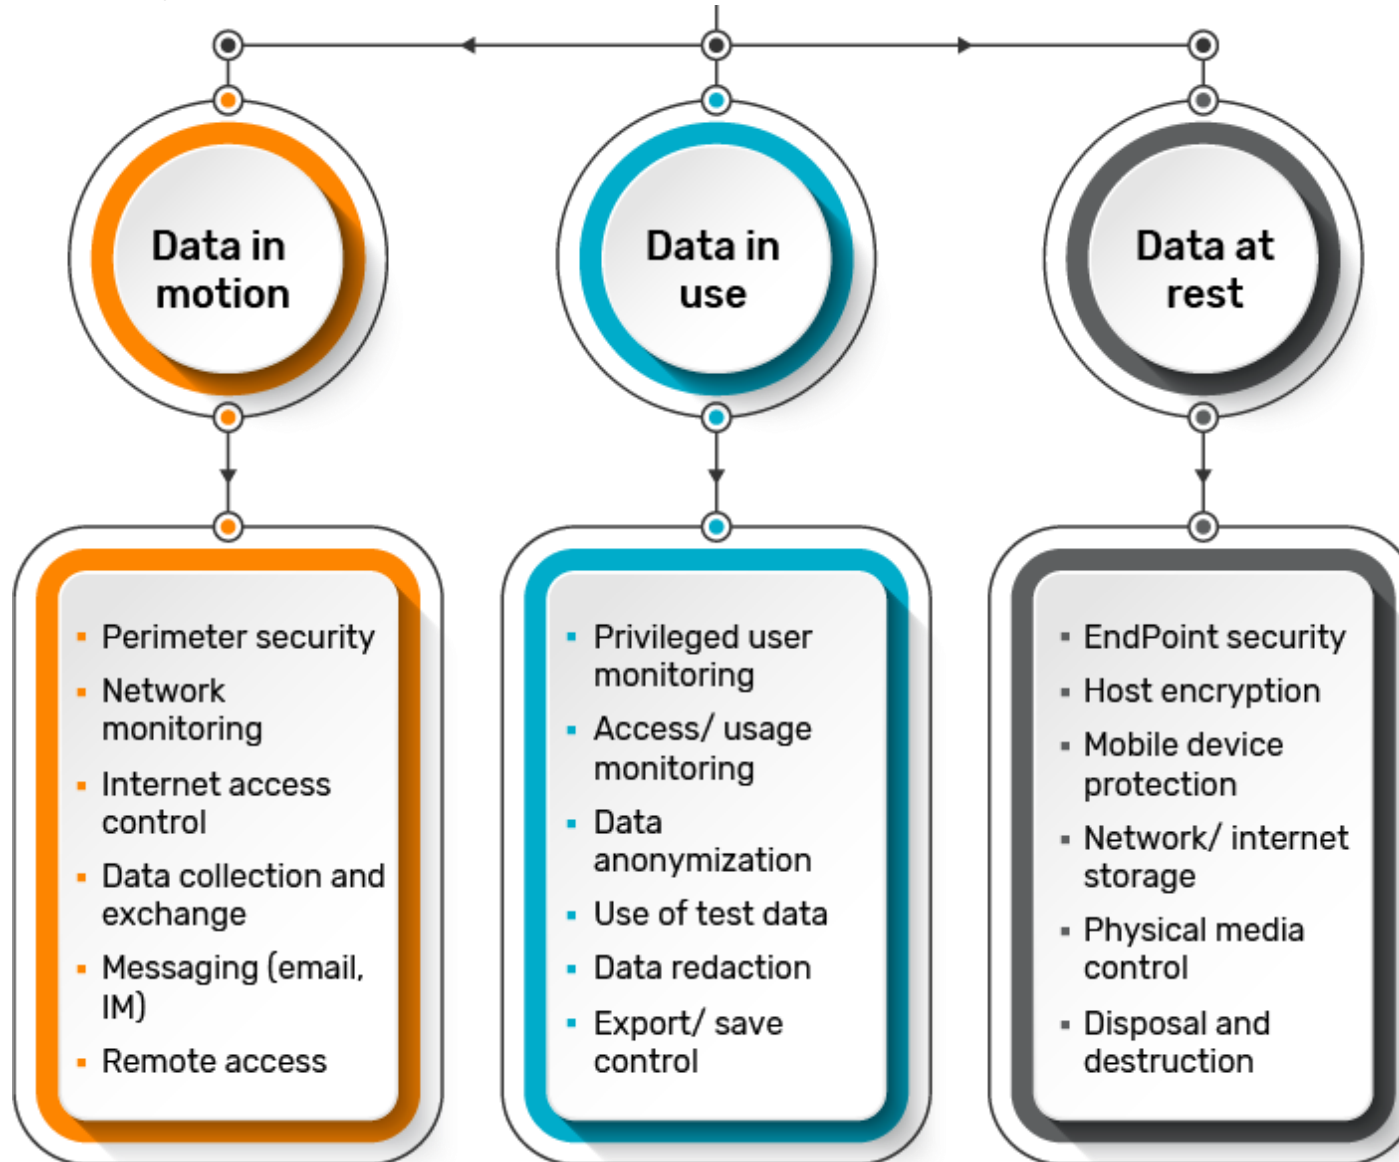 Data in
motion
Data in
use
Data at
rest
Perimeter security
Network
monitoring
Internet access
control
Data collection and
exchange
Messaging (email,
IM)
Remote access
Privileged user
monitoring
Access/ usage
monitoring
Data
anonymization
Use of test data
Data redaction
Export/ save
control
EndPoint security
Host encryption
Mobile device
protection
Network/ internet
storage
Physical media
control
Disposal and
destruction